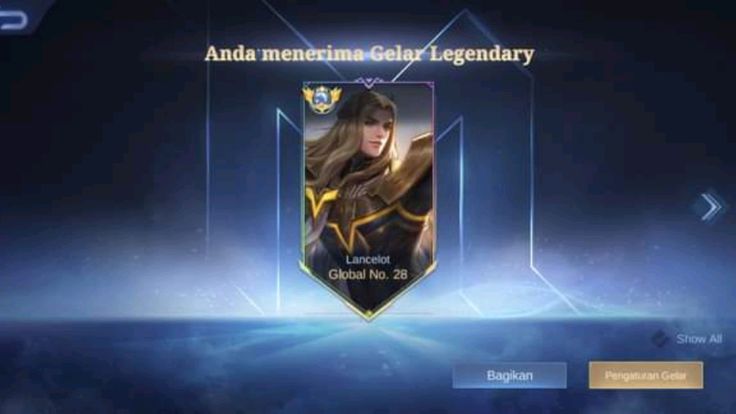 Anda menerima Gelar Legendary
Lancelot
Global No. 28
Show All
Bagikan
Pengaturan Gelar